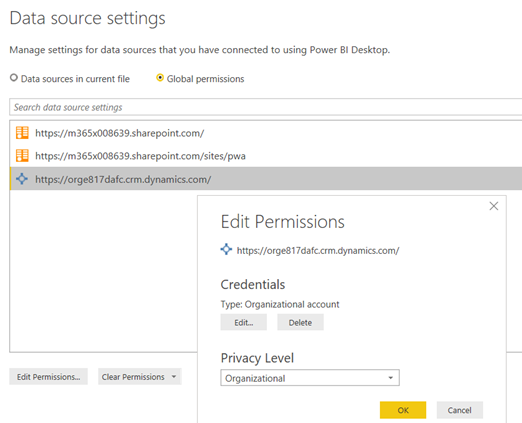 Data source settings
Manage settings for data sources that you have connected to using Power BI Desktop.
Data sources in current file
Global permissions
Search data source settings
https://m365x008639.sharepoint.com/
https://m365x008639.sharepoint.com/sites/pwa
https://orge817dafc.crm.dynamics.com/
Edit Permissions
https://orge817dafc.crm.dynamics.com/
Credentials
Type: Organizational account
Edit...
Delete
Edit Permissions...
Clear Permissions
Privacy Level
Organizational
OK
Cancel